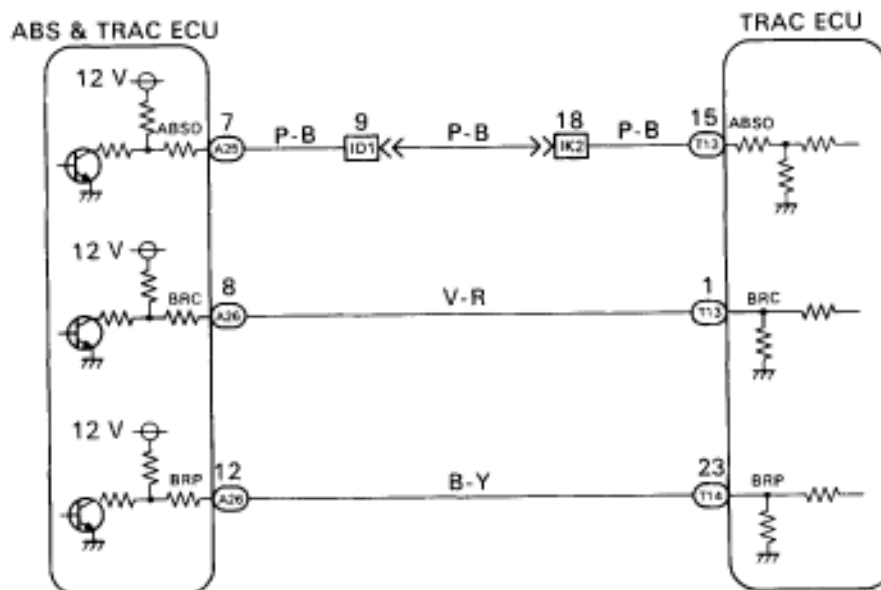 ABS & TRAC ECU
TRAC ECU
12 V
ABSO 7 P-B 9 P-B 18 P-B 15 ABSO
A25 ID1 IK2 T13
12 V
BRC 8 V-R 1 BRC
A26 T13
12 V
BRP 12 B-Y 23 BRP
A26 T14